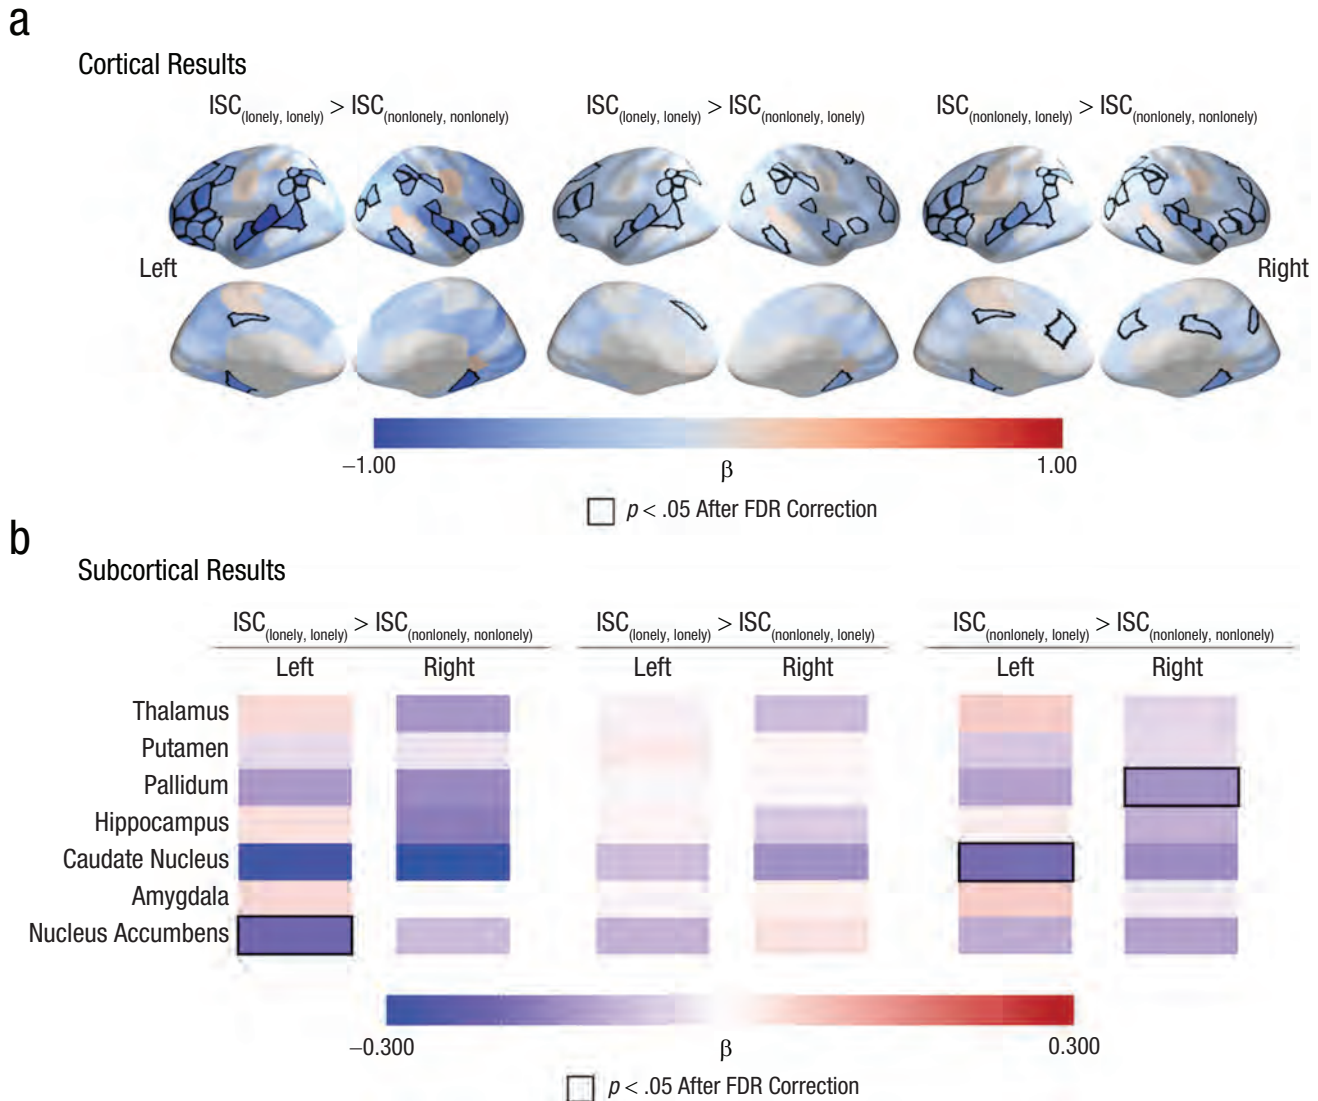 a
Cortical Results
ISC(lonely, lonely) > ISC(nonlonely, nonlonely)
ISC(lonely, lonely) > ISC(nonlonely, lonely)
ISC(nonlonely, lonely) > ISC(nonlonely, nonlonely)
Left
Right
−1.00
β
1.00
p < .05 After FDR Correction
b
Subcortical Results
ISC(lonely, lonely) > ISC(nonlonely, nonlonely)
ISC(lonely, lonely) > ISC(nonlonely, lonely)
ISC(nonlonely, lonely) > ISC(nonlonely, nonlonely)
Left
Right
Left
Right
Left
Right
Thalamus
Putamen
Pallidum
Hippocampus
Caudate Nucleus
Amygdala
Nucleus Accumbens
−0.300
β
0.300
p < .05 After FDR Correction